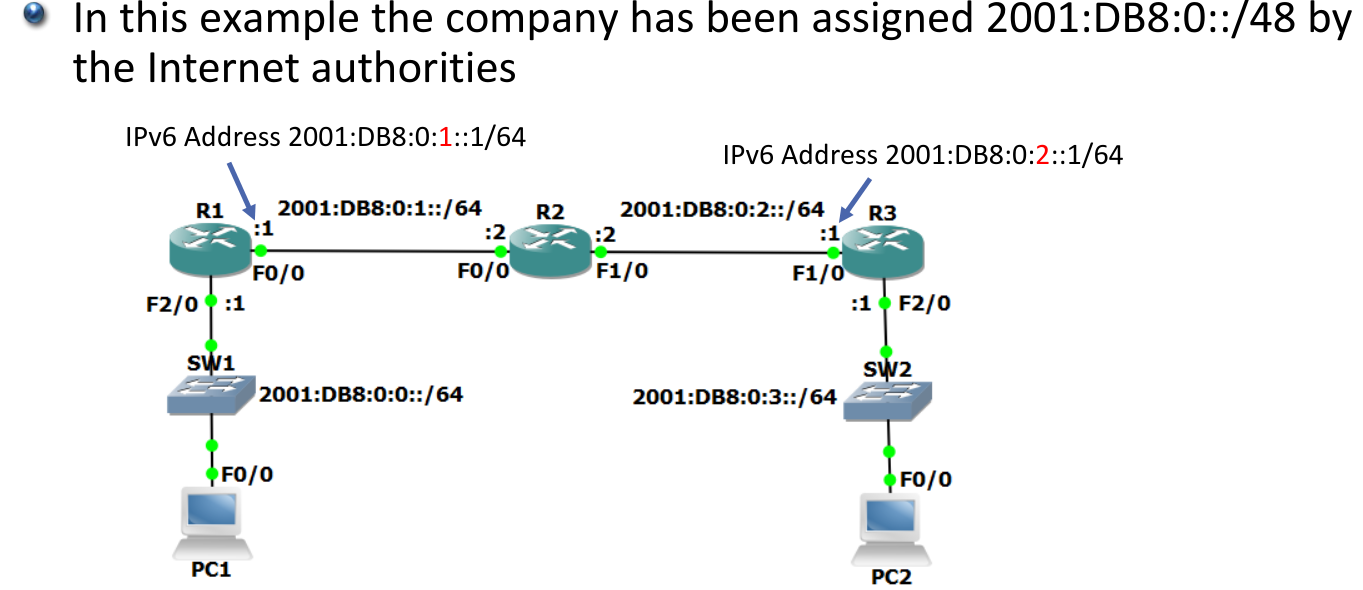 In this example the company has been assigned 2001:DB8:0::/48 by
the Internet authorities
IPv6 Address 2001:DB8:0:1::1/64
IPv6 Address 2001:DB8:0:2::1/64
R1
2001:DB8:0:1::/64
R2
2001:DB8:0:2::/64
R3
:1
:2
:2
:1
F0/0
F0/0
F1/0
F1/0
F2/0
:1
:1
F2/0
SW1
SW2
2001:DB8:0:0::/64
2001:DB8:0:3::/64
F0/0
F0/0
PC1
PC2